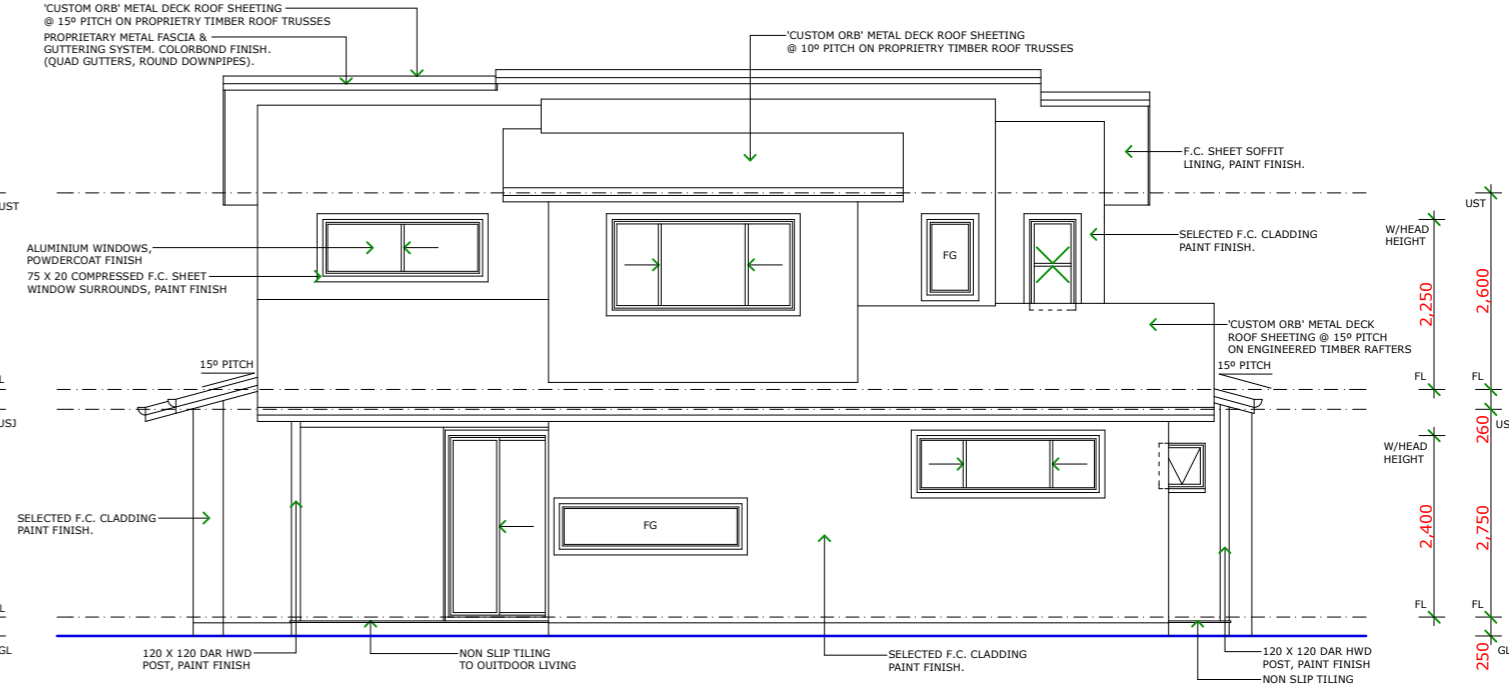 'CUSTOM ORB' METAL DECK ROOF SHEETING
@ 15º PITCH ON PROPRIETRY TIMBER ROOF TRUSSES
PROPRIETARY METAL FASCIA &
GUTTERING SYSTEM. COLORBOND FINISH.
(QUAD GUTTERS, ROUND DOWNPIPES).
'CUSTOM ORB' METAL DECK ROOF SHEETING
@ 10º PITCH ON PROPRIETRY TIMBER ROOF TRUSSES
F.C. SHEET SOFFIT
LINING, PAINT FINISH.
UST
UST
W/HEAD
HEIGHT
SELECTED F.C. CLADDING
PAINT FINISH.
ALUMINIUM WINDOWS,
POWDERCOAT FINISH
75 X 20 COMPRESSED F.C. SHEET
WINDOW SURROUNDS, PAINT FINISH
FG
2,250
2,600
'CUSTOM ORB' METAL DECK
ROOF SHEETING @ 15º PITCH
ON ENGINEERED TIMBER RAFTERS
15º PITCH
15º PITCH
L
FL
FL
USJ
260
US
W/HEAD
HEIGHT
SELECTED F.C. CLADDING
PAINT FINISH.
FG
2,400
2,750
L
FL
FL
GL
250
GL
120 X 120 DAR HWD
POST, PAINT FINISH
NON SLIP TILING
TO OUITDOOR LIVING
SELECTED F.C. CLADDING
PAINT FINISH.
120 X 120 DAR HWD
POST, PAINT FINISH
NON SLIP TILING